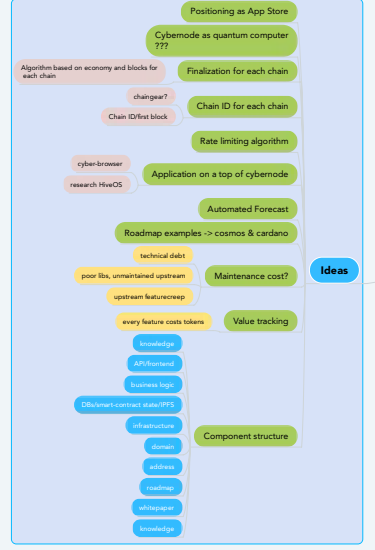 Positioning as App Store
Cybernode as quantum computer
???
Finalization for each chain
Algorithm based on economy and blocks for
each chain
Chain ID for each chain
chaingear?
Chain ID/first block
Rate limiting algorithm
Application on a top of cybernode
cyber-browser
research HiveOS
Automated Forecast
Roadmap examples -> cosmos & cardano
Maintenance cost?
technical debt
poor libs, unmaintained upstream
upstream featurecreep
Value tracking
every feature costs tokens
Ideas
Component structure
knowledge
API/frontend
business logic
DBs/smart-contract state/IPFS
infrastructure
domain
address
roadmap
whitepaper
knowledge